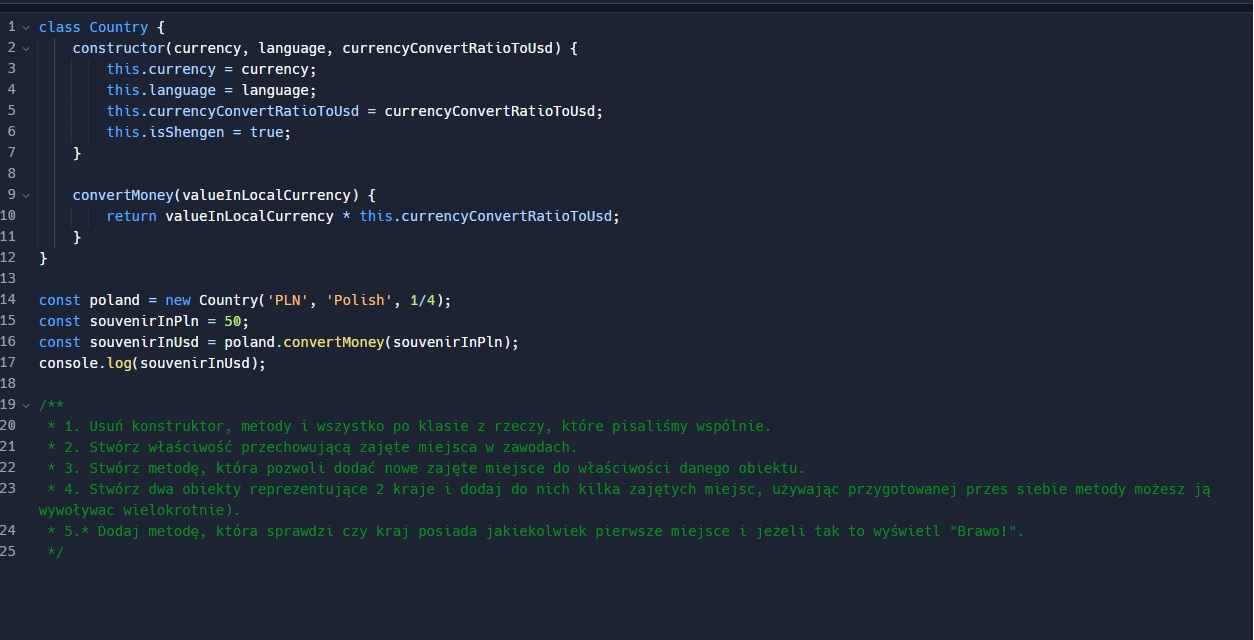 1 class Country {
2 constructor(currency, language, currencyConvertRatioToUsd) {
3 this.currency = currency;
4 this.language = language;
5 this.currencyConvertRatioToUsd = currencyConvertRatioToUsd;
6 this.isShengen = true;
7 }
8
9 convertMoney(valueInLocalCurrency) {
10 return valueInLocalCurrency * this.currencyConvertRatioToUsd;
11 }
12 }
13
14 const poland = new Country('PLN', 'Polish', 1/4);
15 const souvenirInPln = 50;
16 const souvenirInUsd = poland.convertMoney(souvenirInPln);
17 console.log(souvenirInUsd);
18
19 /**
20 * 1. Usuń konstruktor, metody i wszystko po klasie z rzeczy, które pisaliśmy wspólnie.
21 * 2. Stwórz właściwość przechowującą zajęte miejsca w zawodach.
22 * 3. Stwórz metodę, która pozwoli dodać nowe zajęte miejsce do właściwości danego obiektu.
23 * 4. Stwórz dwa obiekty reprezentujące 2 kraje i dodaj do nich kilka zajętych miejsc, używając przygotowanej przes siebie metody możesz ją
wywoływac wielokrotnie).
24 * 5.* Dodaj metodę, która sprawdzi czy kraj posiada jakiekolwiek pierwsze miejsce i jeżeli tak to wyświetl "Brawo!".
25 */